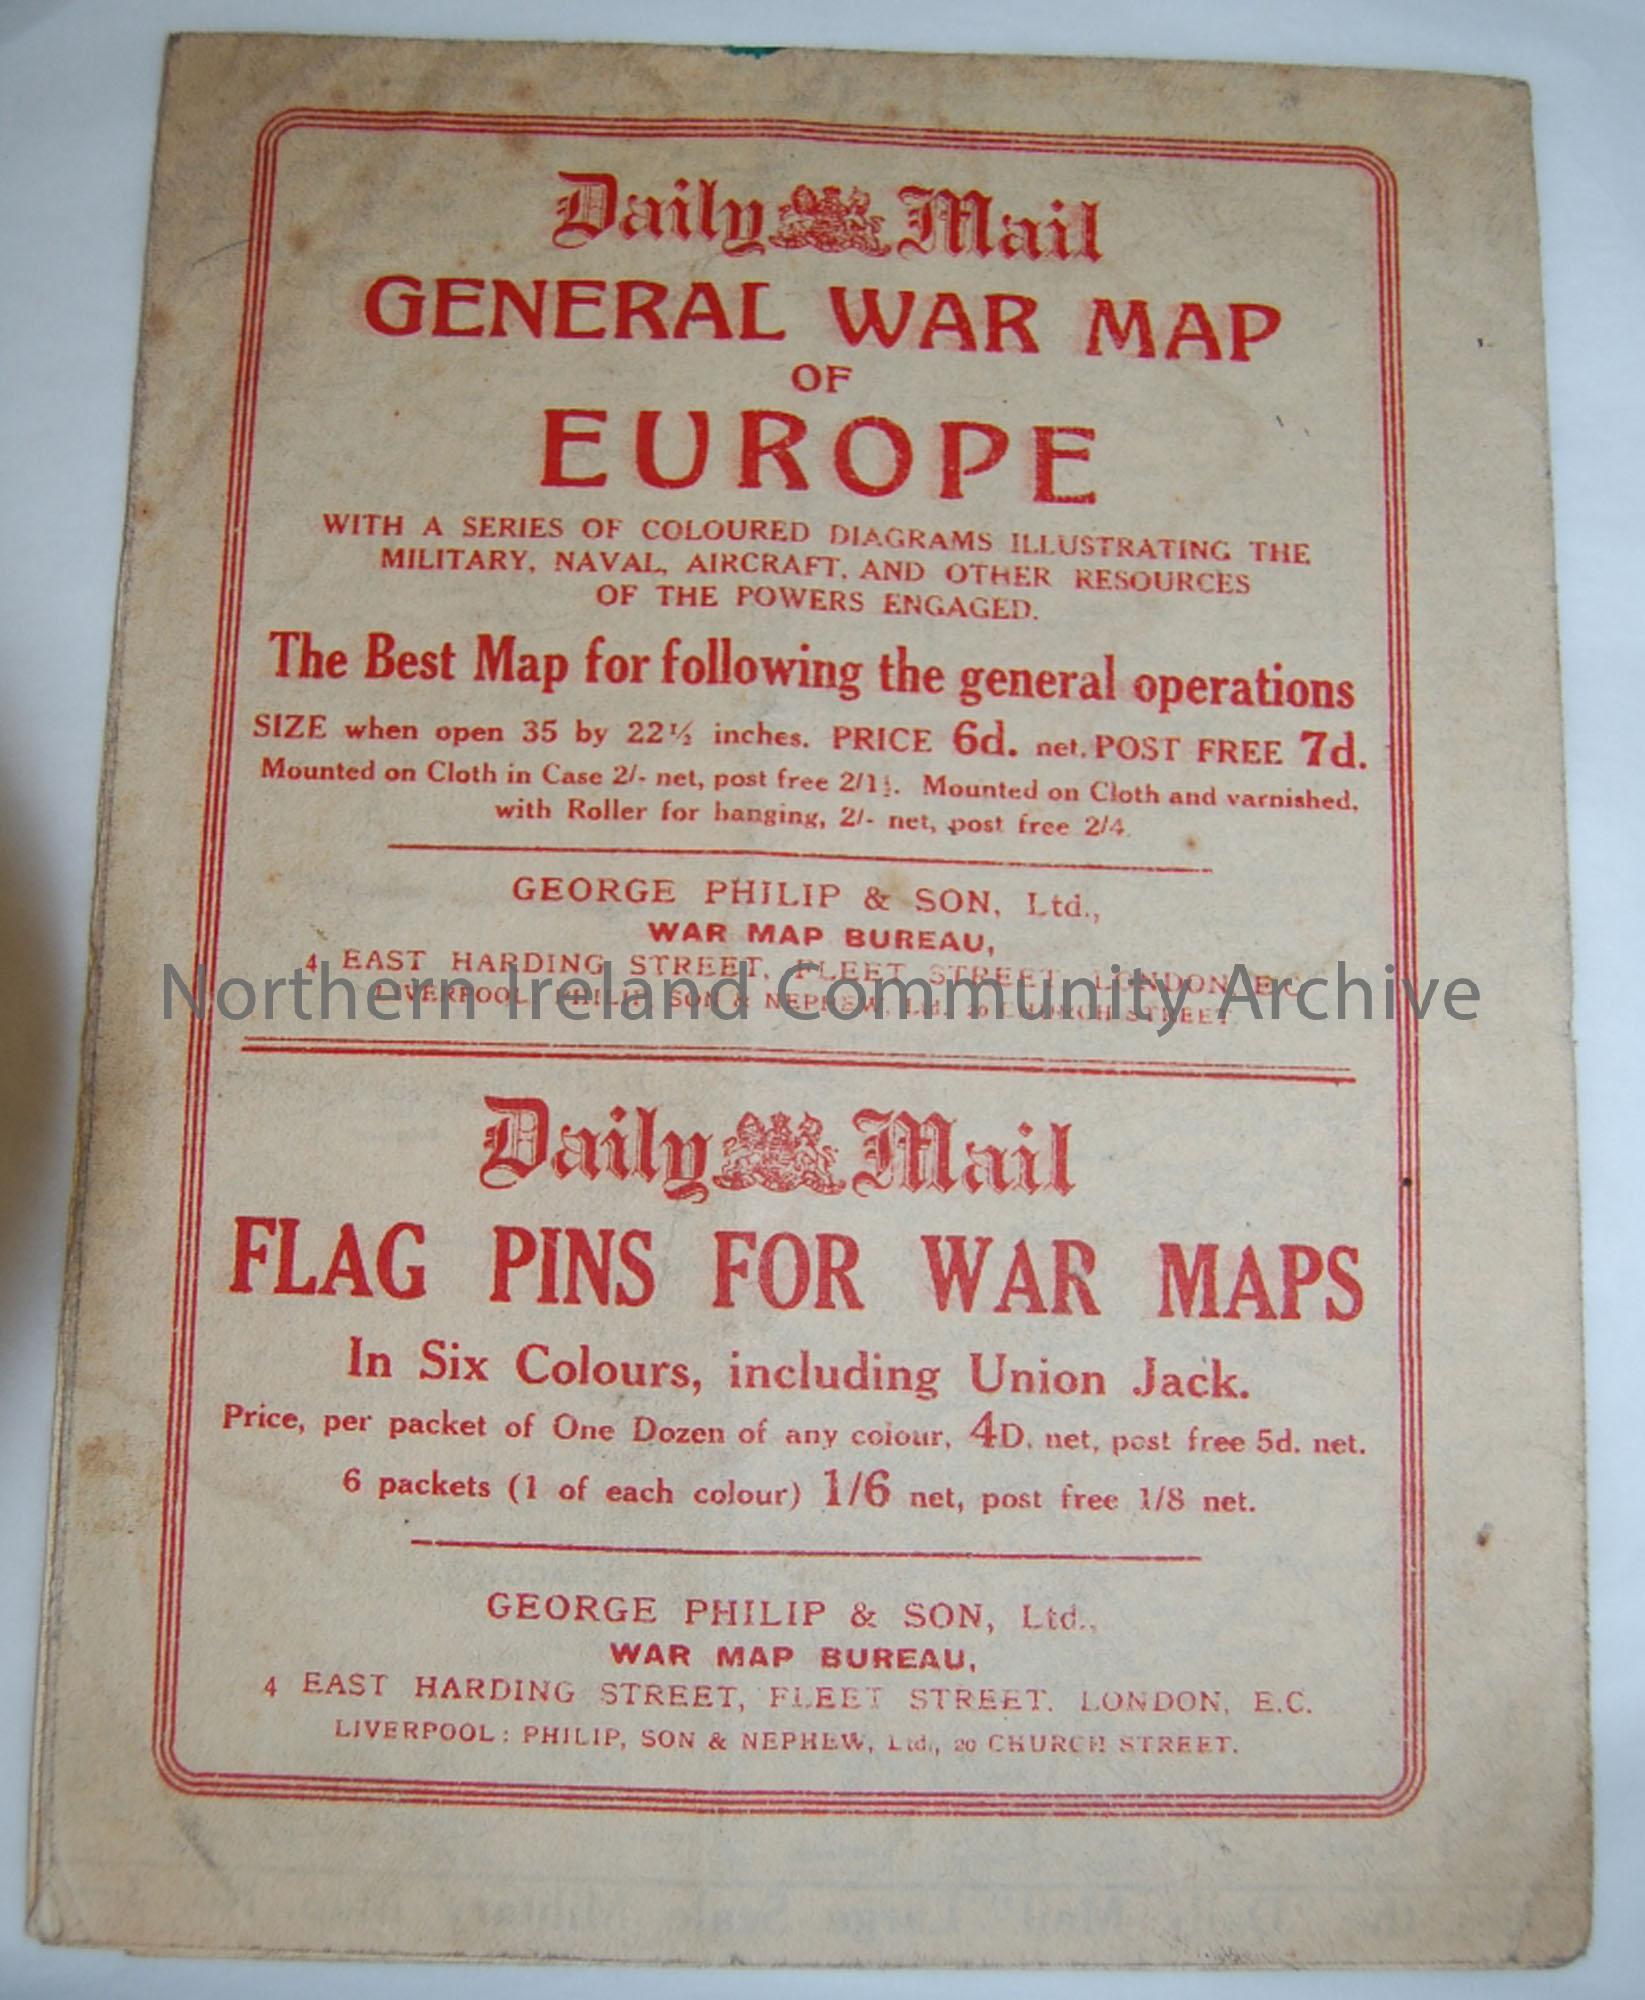 Daily Mail
GENERAL WAR MAP
OF
EUROPE
WITH A SERIES OF COLOURED DIAGRAMS ILLUSTRATING THE
MILITARY, NAVAL, AIRCRAFT, AND OTHER RESOURCES
OF THE POWERS ENGAGED.
The Best Map for following the general operations
SIZE when open 35 by 22½ inches. PRICE 6d. net. POST FREE 7d.
Mounted on Cloth in Case 2/- net, post free 2/1½. Mounted on Cloth and varnished,
with Roller for hanging, 2/- net, post free 2/4.
GEORGE PHILIP & SON, Ltd.,
WAR MAP BUREAU,
4 EAST HARDING STREET, FLEET STREET, LONDON, E.C.
Northern Ireland Community Archive
LIVERPOOL: PHILIP, SON & NEPHEW, Ltd., 20 CHURCH STREET.
Daily Mail
FLAG PINS FOR WAR MAPS
In Six Colours, including Union Jack.
Price, per packet of One Dozen of any colour, 4D. net, post free 5d. net.
6 packets (1 of each colour) 1/6 net, post free 1/8 net.
GEORGE PHILIP & SON, Ltd.,
WAR MAP BUREAU,
4 EAST HARDING STREET, FLEET STREET, LONDON, E.C.
LIVERPOOL: PHILIP, SON & NEPHEW, Ltd., 20 CHURCH STREET.